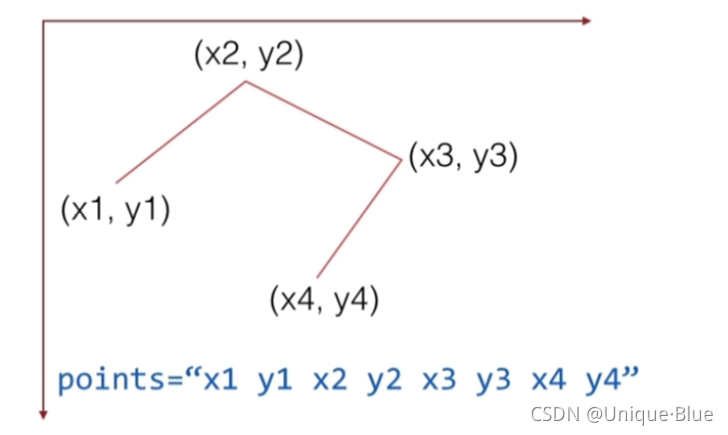 (x2, y2)
(x3, y3)
(x1, y1)
(x4, y4)
points=“x1 y1 x2 y2 x3 y3 x4 y4”
CSDN @Unique·Blue